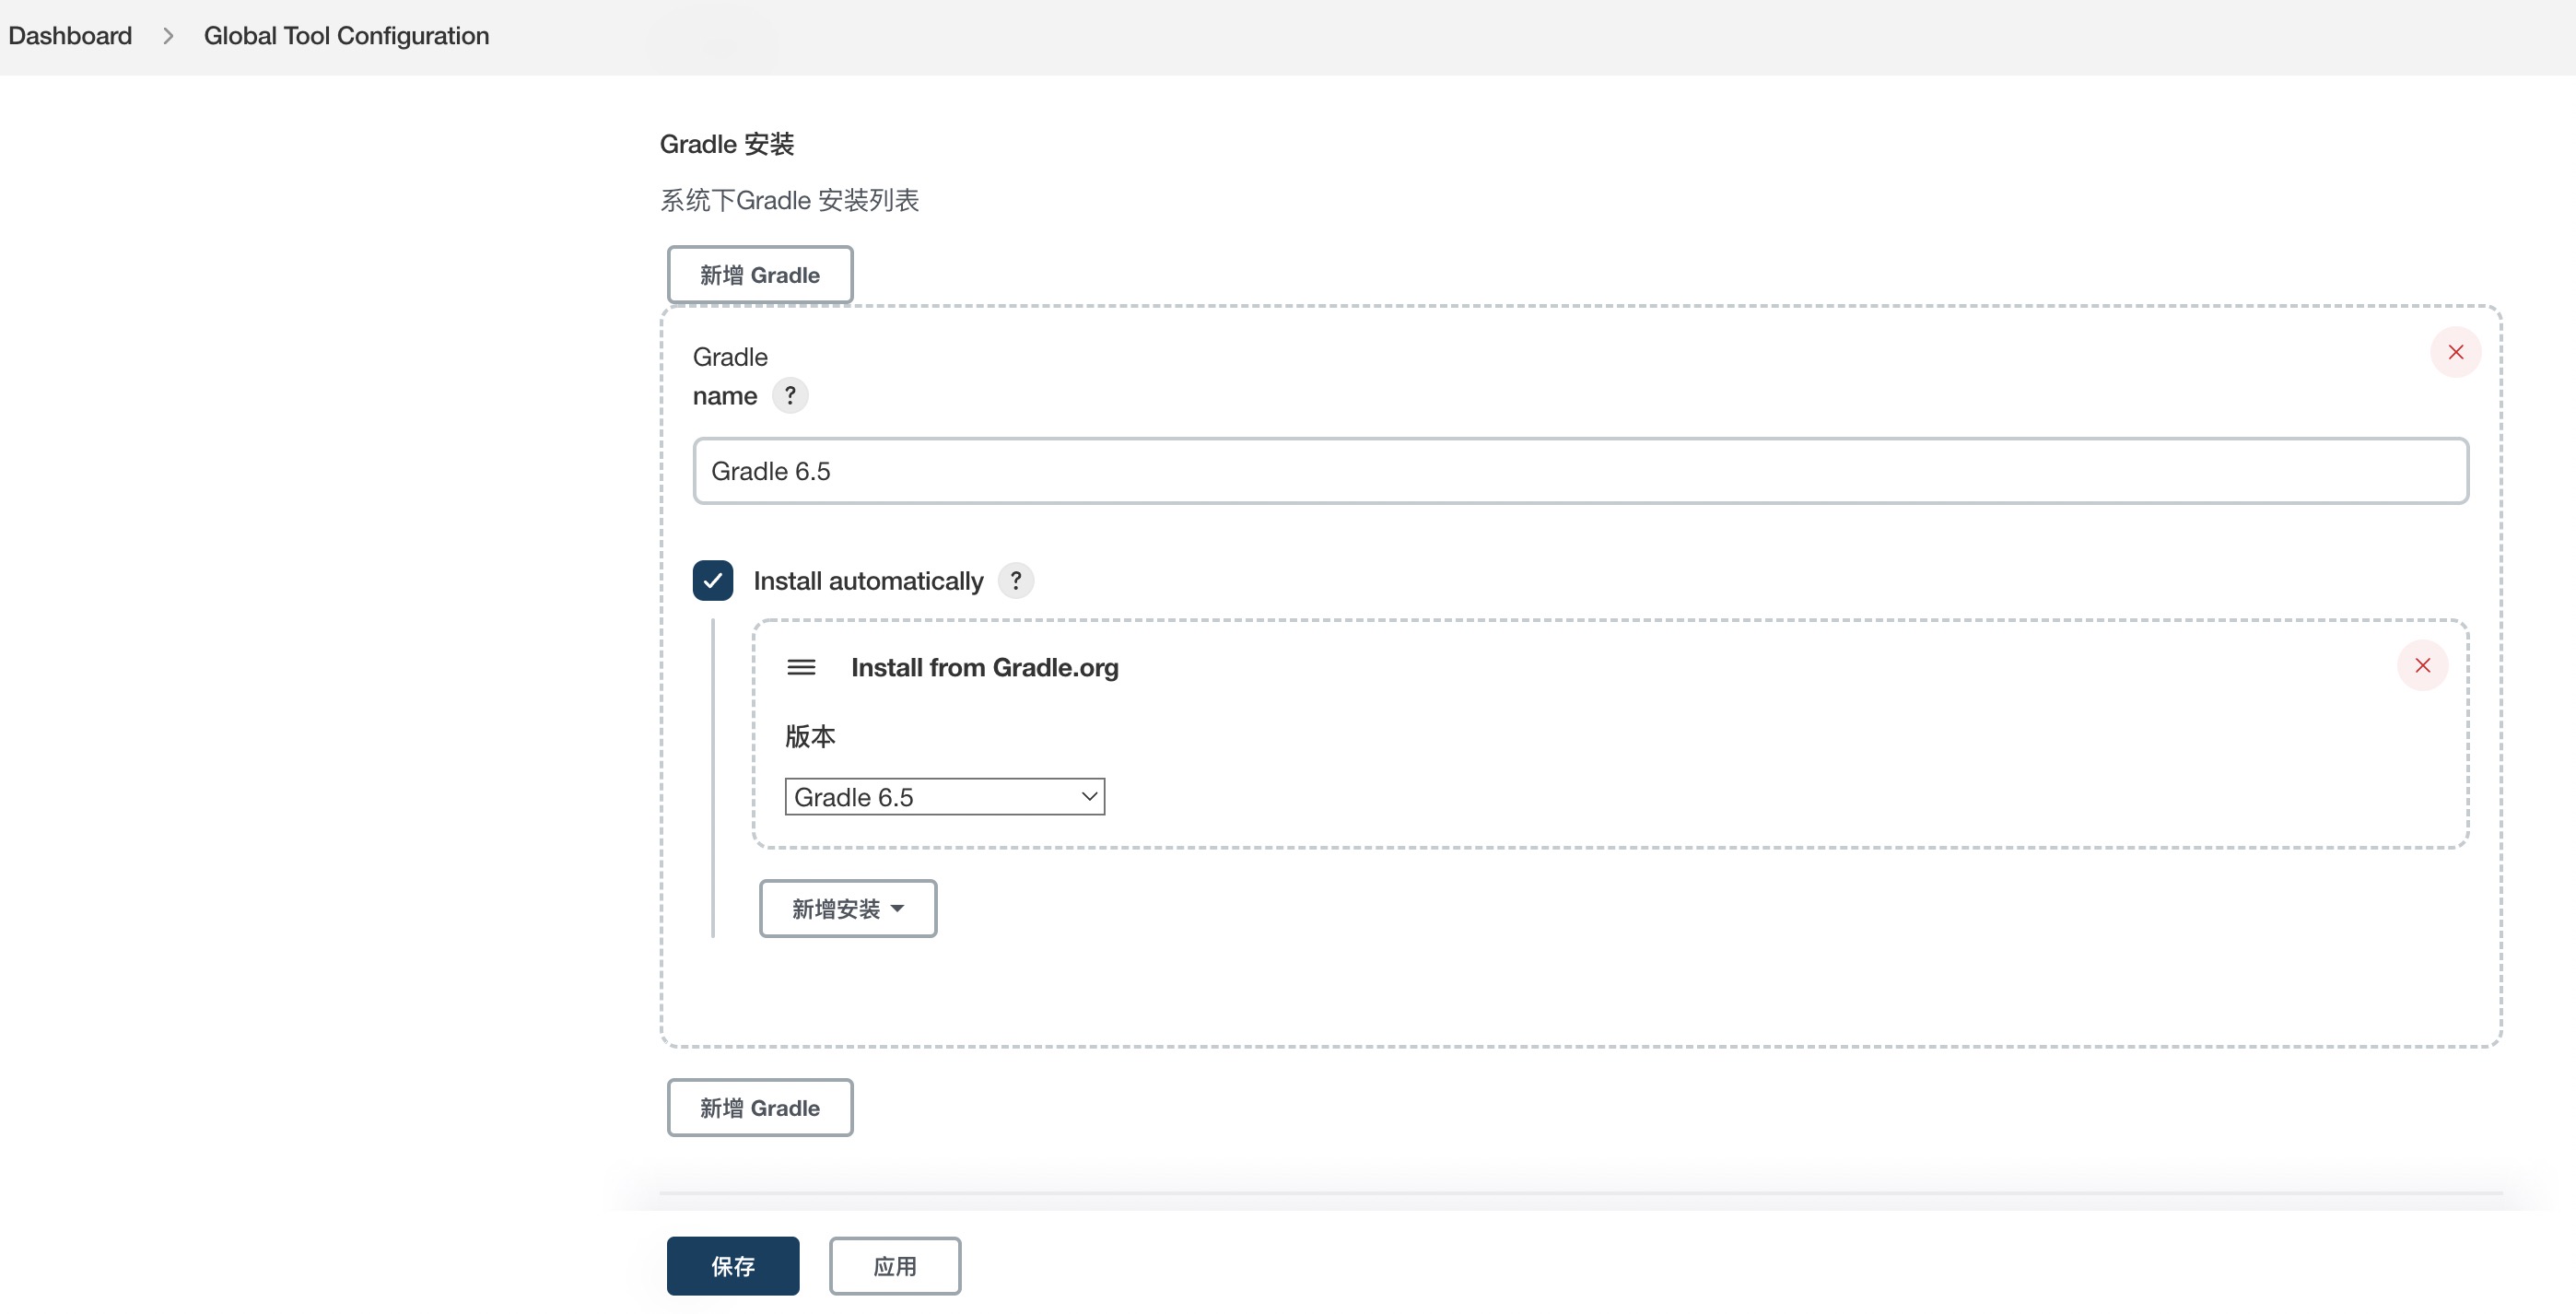 Dashboard > Global Tool Configuration
Gradle 安装
系统下Gradle 安装列表
新增 Gradle
Gradle
name ?
Gradle 6.5
Install automatically ?
Install from Gradle.org
版本
Gradle 6.5
新增安装
新增 Gradle
保存 应用